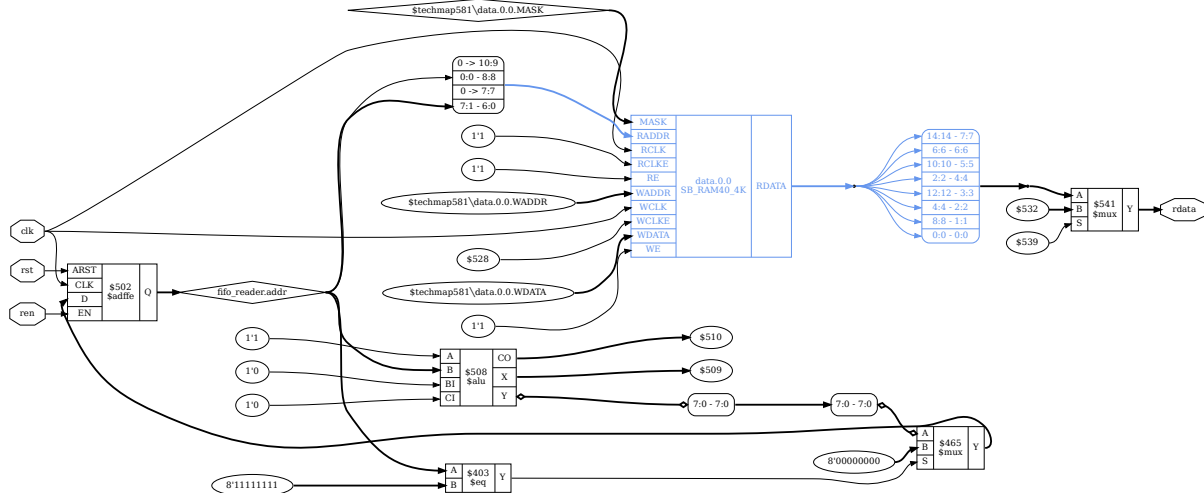 $techmap581\data.0.0.MASK
0 -> 10:9
0:0 - 8:8
0 -> 7:7
7:1 - 6:0
1'1
1'1
$techmap581\data.0.0.WADDR
$528
$techmap581\data.0.0.WDATA
1'1
MASK
RADDR
RCLK
RCLKE
RE
WADDR
WCLK
WCLKE
WDATA
WE
data.0.0
SB_RAM40_4K
RDATA
14:14 - 7:7
6:6 - 6:6
10:10 - 5:5
2:2 - 4:4
12:12 - 3:3
4:4 - 2:2
8:8 - 1:1
0:0 - 0:0
$532
$539
A
B
S
$541
$mux
Y
rdata
clk
rst
ren
ARST
CLK
D
EN
$502
$adffe
Q
fifo_reader.addr
1'1
1'0
1'0
A
B
BI
CI
$508
$alu
CO
X
Y
$510
$509
7:0 - 7:0
7:0 - 7:0
8'00000000
A
B
S
$465
$mux
Y
8'11111111
A
B
$403
$eq
Y